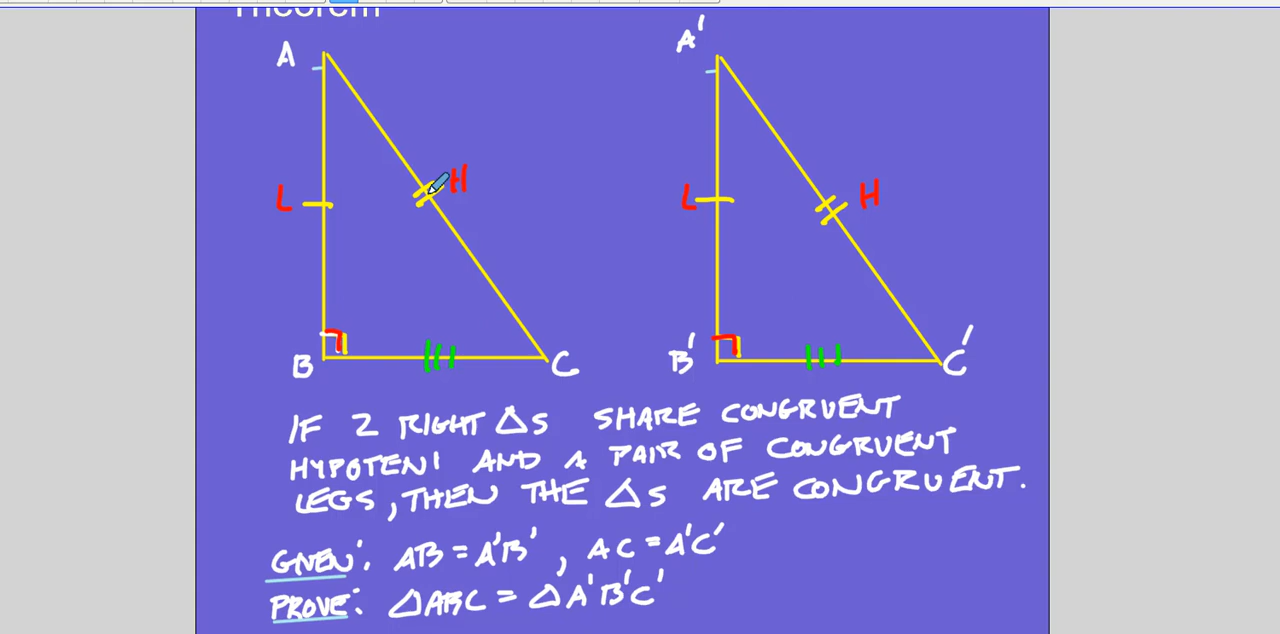 Theorem
A
A'
L
H
L
H
B
C
B'
C'
IF 2 RIGHT △S SHARE CONGRUENT
HYPOTENI AND A PAIR OF CONGRUENT
LEGS, THEN THE △S ARE CONGRUENT.
GIVEN: AB = A'B', AC = A'C'
PROVE: △ABC = △A'B'C'